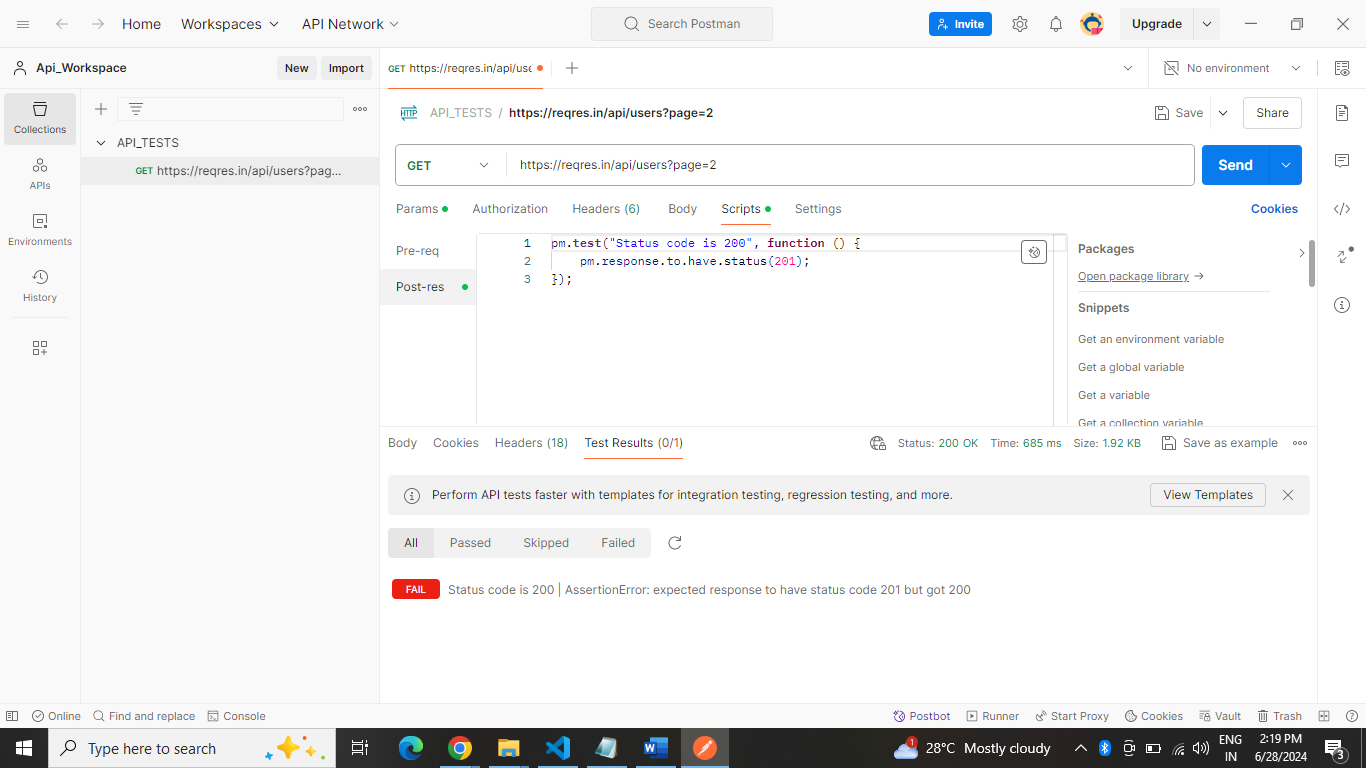 Home Workspaces API Network Search Postman Invite Upgrade
Api_Workspace New Import GET https://reqres.in/api/use No environment
Collections
APIs
Environments
History
API_TESTS
GET https://reqres.in/api/users?pag...
HTTP API_TESTS / https://reqres.in/api/users?page=2 Save Share
GET https://reqres.in/api/users?page=2 Send
Params Authorization Headers (6) Body Scripts Settings Cookies
Pre-req
Post-res
1 pm.test("Status code is 200", function () {
2 pm.response.to.have.status(201);
3 });
Packages
Open package library →
Snippets
Get an environment variable
Get a global variable
Get a variable
Get a collection variable
Body Cookies Headers (18) Test Results (0/1) Status: 200 OK Time: 685 ms Size: 1.92 KB Save as example
Perform API tests faster with templates for integration testing, regression testing, and more. View Templates
All Passed Skipped Failed
FAIL Status code is 200 | AssertionError: expected response to have status code 201 but got 200
Online Find and replace Console Postbot Runner Start Proxy Cookies Vault Trash
Type here to search 1 28°C Mostly cloudy ENG 2:19 PM
IN 6/28/2024 3